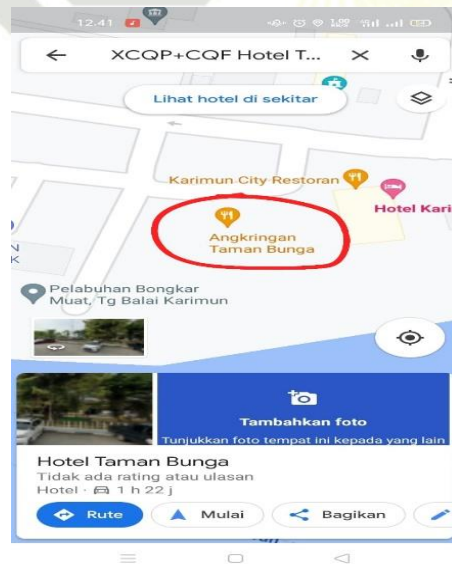 12.41
XCQP+CQF Hotel T...
Lihat hotel di sekitar
Karimun City Restoran
Hotel Kari
Angkringan
Taman Bunga
Pelabuhan Bongkar
Muat, Tg Balai Karimun
N
K
Tambahkan foto
Tunjukkan foto tempat ini kepada yang lain
Hotel Taman Bunga
Tidak ada rating atau ulasan
Hotel · 1 h 22 j
Rute
Mulai
Bagikan